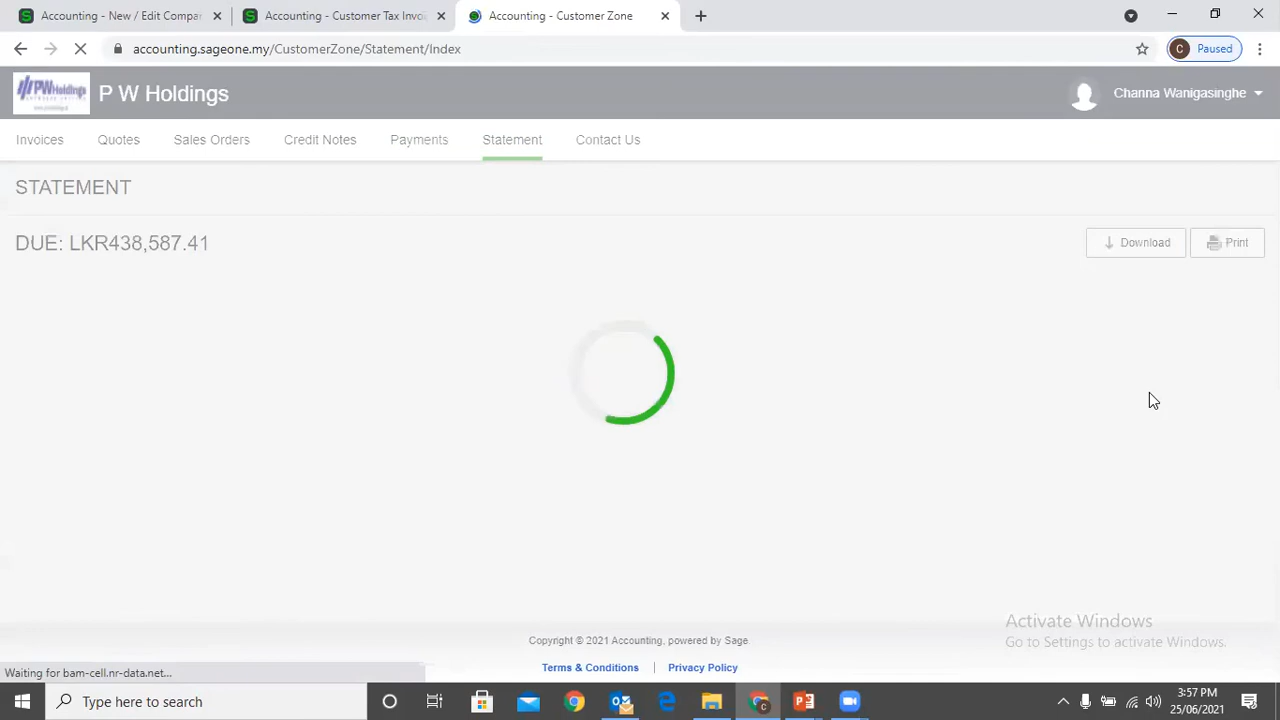 Accounting - New / Edit Compan
Accounting - Customer Tax Invoi
Accounting - Customer Zone
accounting.sageone.my/CustomerZone/Statement/Index
C
Paused
PWHoldings
P W Holdings
Channa Wanigasinghe
Invoices
Quotes
Sales Orders
Credit Notes
Payments
Statement
Contact Us
STATEMENT
DUE: LKR438,587.41
Download
Print
Activate Windows
Go to Settings to activate Windows.
Copyright © 2021 Accounting, powered by Sage.
Terms & Conditions | Privacy Policy
Waiting for bam-cell.nr-data.net...
Type here to search
3:57 PM
25/06/2021